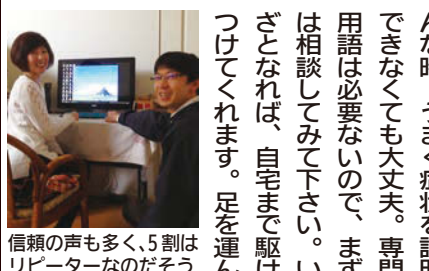 んな時、うまく症状を説明
できなくても大丈夫。専門
用語は必要ないので、まず
は相談してみて下さい。い
ざとなれば、自宅まで駆け
つけてくれます。足を運ん
信頼の声も多く、5割は
リピーターなのだそう